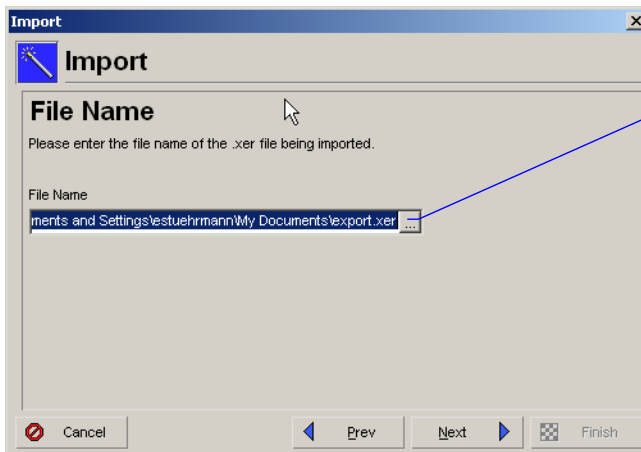 Import
Import
File Name
Please enter the file name of the .xer file being imported.
File Name
ments and Settings\estuehrmann\My Documents\export.xer ...
Cancel
Prev
Next
Finish